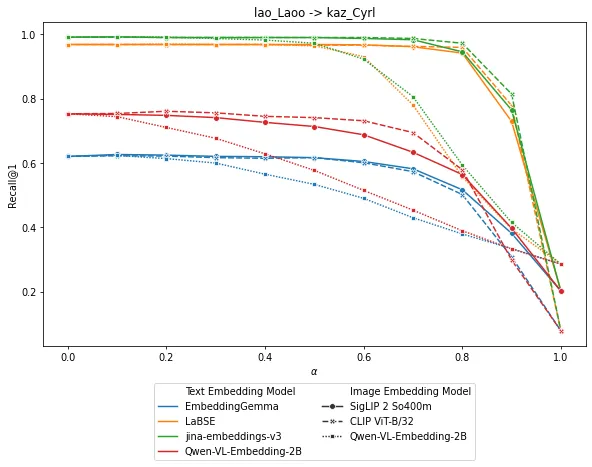 lao_Laoo -> kaz_Cyrl
1.0
0.8
0.6
0.4
0.2
Recall@1
0.0 0.2 0.4 0.6 0.8 1.0
α
Text Embedding Model
EmbeddingGemma
LaBSE
jina-embeddings-v3
Qwen-VL-Embedding-2B
Image Embedding Model
SigLIP 2 So400m
CLIP ViT-B/32
Qwen-VL-Embedding-2B